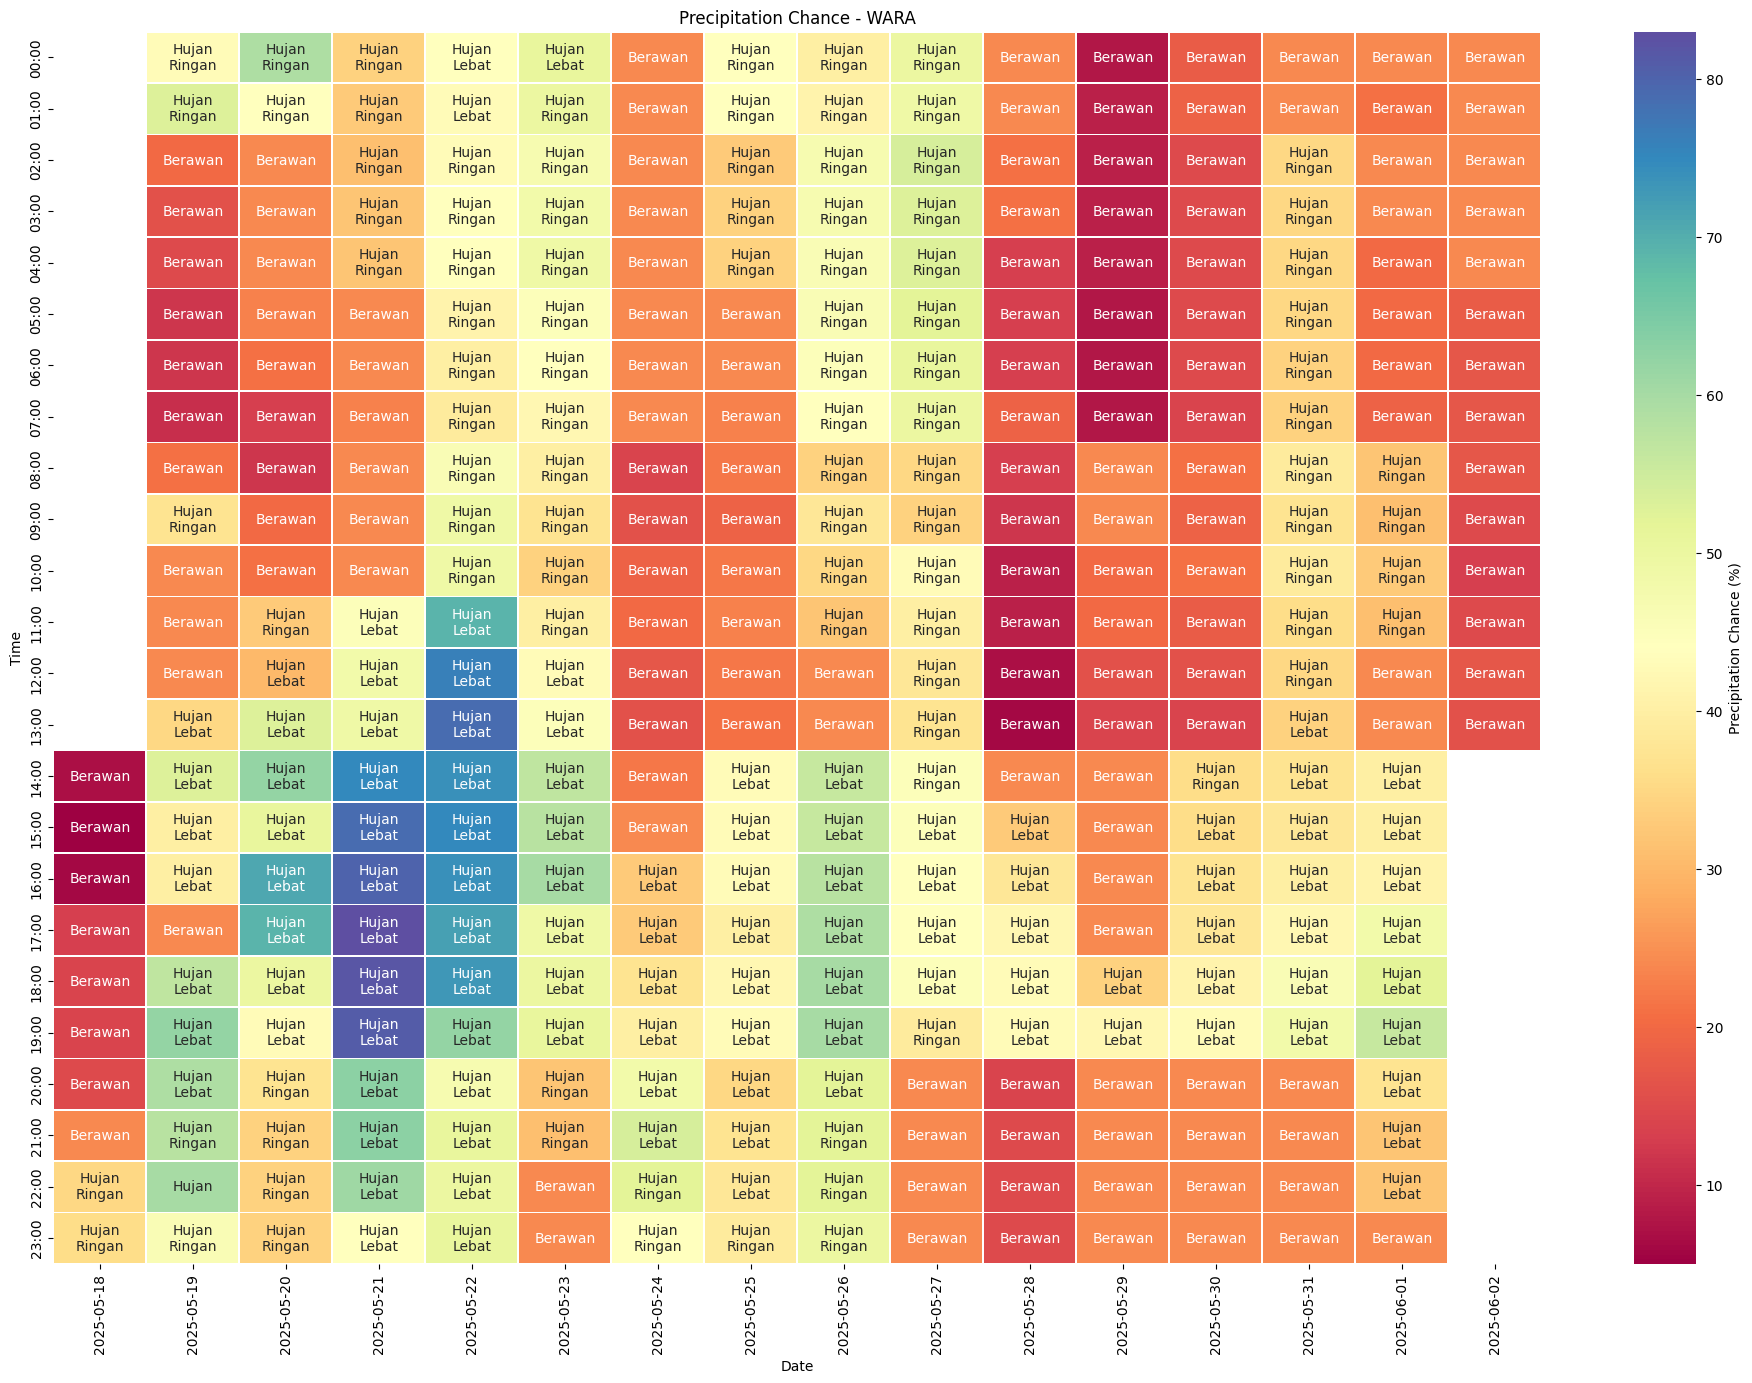 Precipitation Chance - WARA
Time
00:00 Hujan Ringan Hujan Ringan Hujan Ringan Hujan Lebat Hujan Lebat Berawan Hujan Ringan Hujan Ringan Hujan Ringan Berawan Berawan Berawan Berawan Berawan Berawan
01:00 Hujan Ringan Hujan Ringan Hujan Ringan Hujan Lebat Hujan Ringan Berawan Hujan Ringan Hujan Ringan Hujan Ringan Berawan Berawan Berawan Berawan Berawan Berawan
02:00 Berawan Berawan Hujan Ringan Hujan Ringan Hujan Ringan Berawan Hujan Ringan Hujan Ringan Hujan Ringan Berawan Berawan Berawan Hujan Ringan Berawan Berawan
03:00 Berawan Berawan Hujan Ringan Hujan Ringan Hujan Ringan Berawan Hujan Ringan Hujan Ringan Hujan Ringan Berawan Berawan Berawan Hujan Ringan Berawan Berawan
04:00 Berawan Berawan Hujan Ringan Hujan Ringan Hujan Ringan Berawan Hujan Ringan Hujan Ringan Hujan Ringan Berawan Berawan Berawan Hujan Ringan Berawan Berawan
05:00 Berawan Berawan Berawan Hujan Ringan Hujan Ringan Berawan Berawan Hujan Ringan Hujan Ringan Berawan Berawan Berawan Hujan Ringan Berawan Berawan
06:00 Berawan Berawan Berawan Hujan Ringan Hujan Ringan Berawan Berawan Hujan Ringan Hujan Ringan Berawan Berawan Berawan Hujan Ringan Berawan Berawan
07:00 Berawan Berawan Berawan Hujan Ringan Hujan Ringan Berawan Berawan Hujan Ringan Hujan Ringan Berawan Berawan Berawan Hujan Ringan Berawan Berawan
08:00 Berawan Berawan Berawan Hujan Ringan Hujan Ringan Berawan Berawan Hujan Ringan Hujan Ringan Berawan Berawan Berawan Hujan Ringan Hujan Ringan Berawan
09:00 Hujan Ringan Berawan Berawan Hujan Ringan Hujan Ringan Berawan Berawan Hujan Ringan Hujan Ringan Berawan Berawan Berawan Hujan Ringan Hujan Ringan Berawan
10:00 Berawan Berawan Berawan Hujan Ringan Hujan Ringan Berawan Berawan Hujan Ringan Hujan Ringan Berawan Berawan Berawan Hujan Ringan Hujan Ringan Berawan
11:00 Berawan Hujan Ringan Hujan Lebat Hujan Lebat Hujan Ringan Berawan Berawan Hujan Ringan Hujan Ringan Berawan Berawan Berawan Hujan Ringan Hujan Ringan Berawan
12:00 Berawan Hujan Lebat Hujan Lebat Hujan Lebat Hujan Lebat Berawan Berawan Berawan Hujan Ringan Berawan Berawan Berawan Hujan Ringan Berawan Berawan
13:00 Hujan Lebat Hujan Lebat Hujan Lebat Hujan Lebat Hujan Lebat Berawan Berawan Berawan Hujan Ringan Berawan Berawan Berawan Hujan Lebat Berawan Berawan
14:00 Berawan Hujan Lebat Hujan Lebat Hujan Lebat Hujan Lebat Hujan Lebat Berawan Hujan Lebat Hujan Lebat Hujan Ringan Berawan Berawan Hujan Ringan Hujan Lebat Hujan Lebat
15:00 Berawan Hujan Lebat Hujan Lebat Hujan Lebat Hujan Lebat Hujan Lebat Berawan Hujan Lebat Hujan Lebat Hujan Lebat Hujan Lebat Berawan Hujan Lebat Hujan Lebat Hujan Lebat
16:00 Berawan Hujan Lebat Hujan Lebat Hujan Lebat Hujan Lebat Hujan Lebat Hujan Lebat Hujan Lebat Hujan Lebat Hujan Lebat Hujan Lebat Berawan Hujan Lebat Hujan Lebat Hujan Lebat
17:00 Berawan Berawan Hujan Lebat Hujan Lebat Hujan Lebat Hujan Lebat Hujan Lebat Hujan Lebat Hujan Lebat Hujan Lebat Hujan Lebat Berawan Hujan Lebat Hujan Lebat Hujan Lebat
18:00 Berawan Hujan Lebat Hujan Lebat Hujan Lebat Hujan Lebat Hujan Lebat Hujan Lebat Hujan Lebat Hujan Lebat Hujan Lebat Hujan Lebat Hujan Lebat Hujan Lebat Hujan Lebat Hujan Lebat
19:00 Berawan Hujan Lebat Hujan Lebat Hujan Lebat Hujan Lebat Hujan Lebat Hujan Lebat Hujan Lebat Hujan Lebat Hujan Ringan Hujan Lebat Hujan Lebat Hujan Lebat Hujan Lebat Hujan Lebat
20:00 Berawan Hujan Lebat Hujan Ringan Hujan Lebat Hujan Lebat Hujan Ringan Hujan Lebat Hujan Lebat Hujan Lebat Berawan Berawan Berawan Berawan Berawan Hujan Lebat
21:00 Berawan Hujan Ringan Hujan Ringan Hujan Lebat Hujan Lebat Hujan Ringan Hujan Lebat Hujan Lebat Hujan Ringan Berawan Berawan Berawan Berawan Berawan Hujan Lebat
22:00 Hujan Ringan Hujan Hujan Ringan Hujan Lebat Hujan Lebat Berawan Hujan Ringan Hujan Lebat Hujan Ringan Berawan Berawan Berawan Berawan Berawan Hujan Lebat
23:00 Hujan Ringan Hujan Ringan Hujan Ringan Hujan Lebat Hujan Lebat Berawan Hujan Ringan Hujan Ringan Hujan Ringan Berawan Berawan Berawan Berawan Berawan Berawan
2025-05-18 2025-05-19 2025-05-20 2025-05-21 2025-05-22 2025-05-23 2025-05-24 2025-05-25 2025-05-26 2025-05-27 2025-05-28 2025-05-29 2025-05-30 2025-05-31 2025-06-01 2025-06-02
Date
80
70
60
50
40
30
20
10
Precipitation Chance (%)